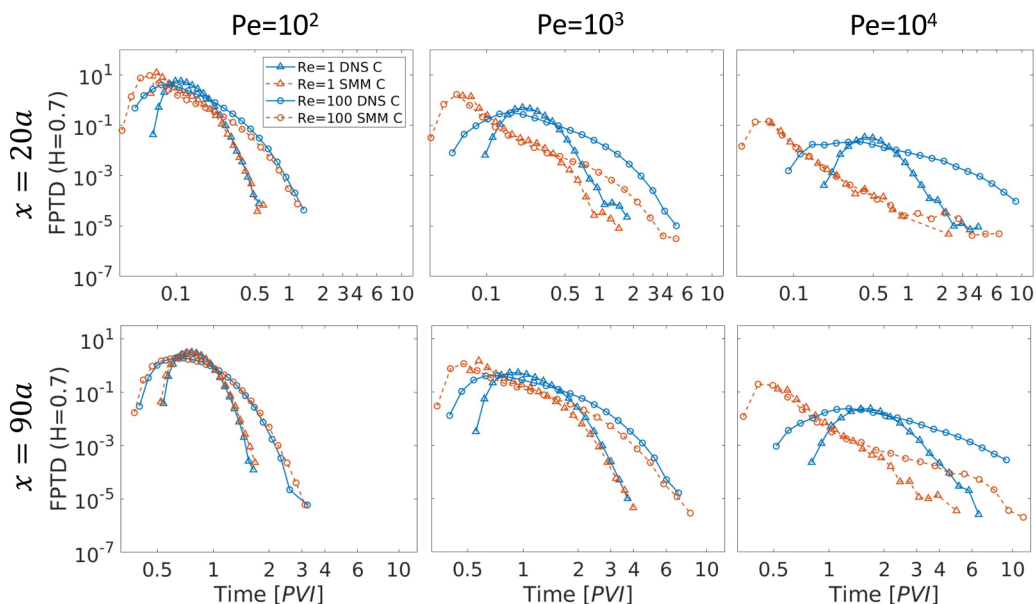 Pe=10² Pe=10³ Pe=10⁴
x = 20a
FPTD (H=0.7)
10¹
10⁻¹
10⁻³
10⁻⁵
10⁻⁷
Re=1 DNS C
Re=1 SMM C
Re=100 DNS C
Re=100 SMM C
0.1 0.5 1 2 3 4 6 10 0.1 0.5 1 2 3 4 6 10 0.1 0.5 1 2 3 4 6 10
x = 90a
FPTD (H=0.7)
10¹
10⁻¹
10⁻³
10⁻⁵
10⁻⁷
0.5 1 2 3 4 6 10 0.5 1 2 3 4 6 10 0.5 1 2 3 4 6 10
Time [PVI] Time [PVI] Time [PVI]